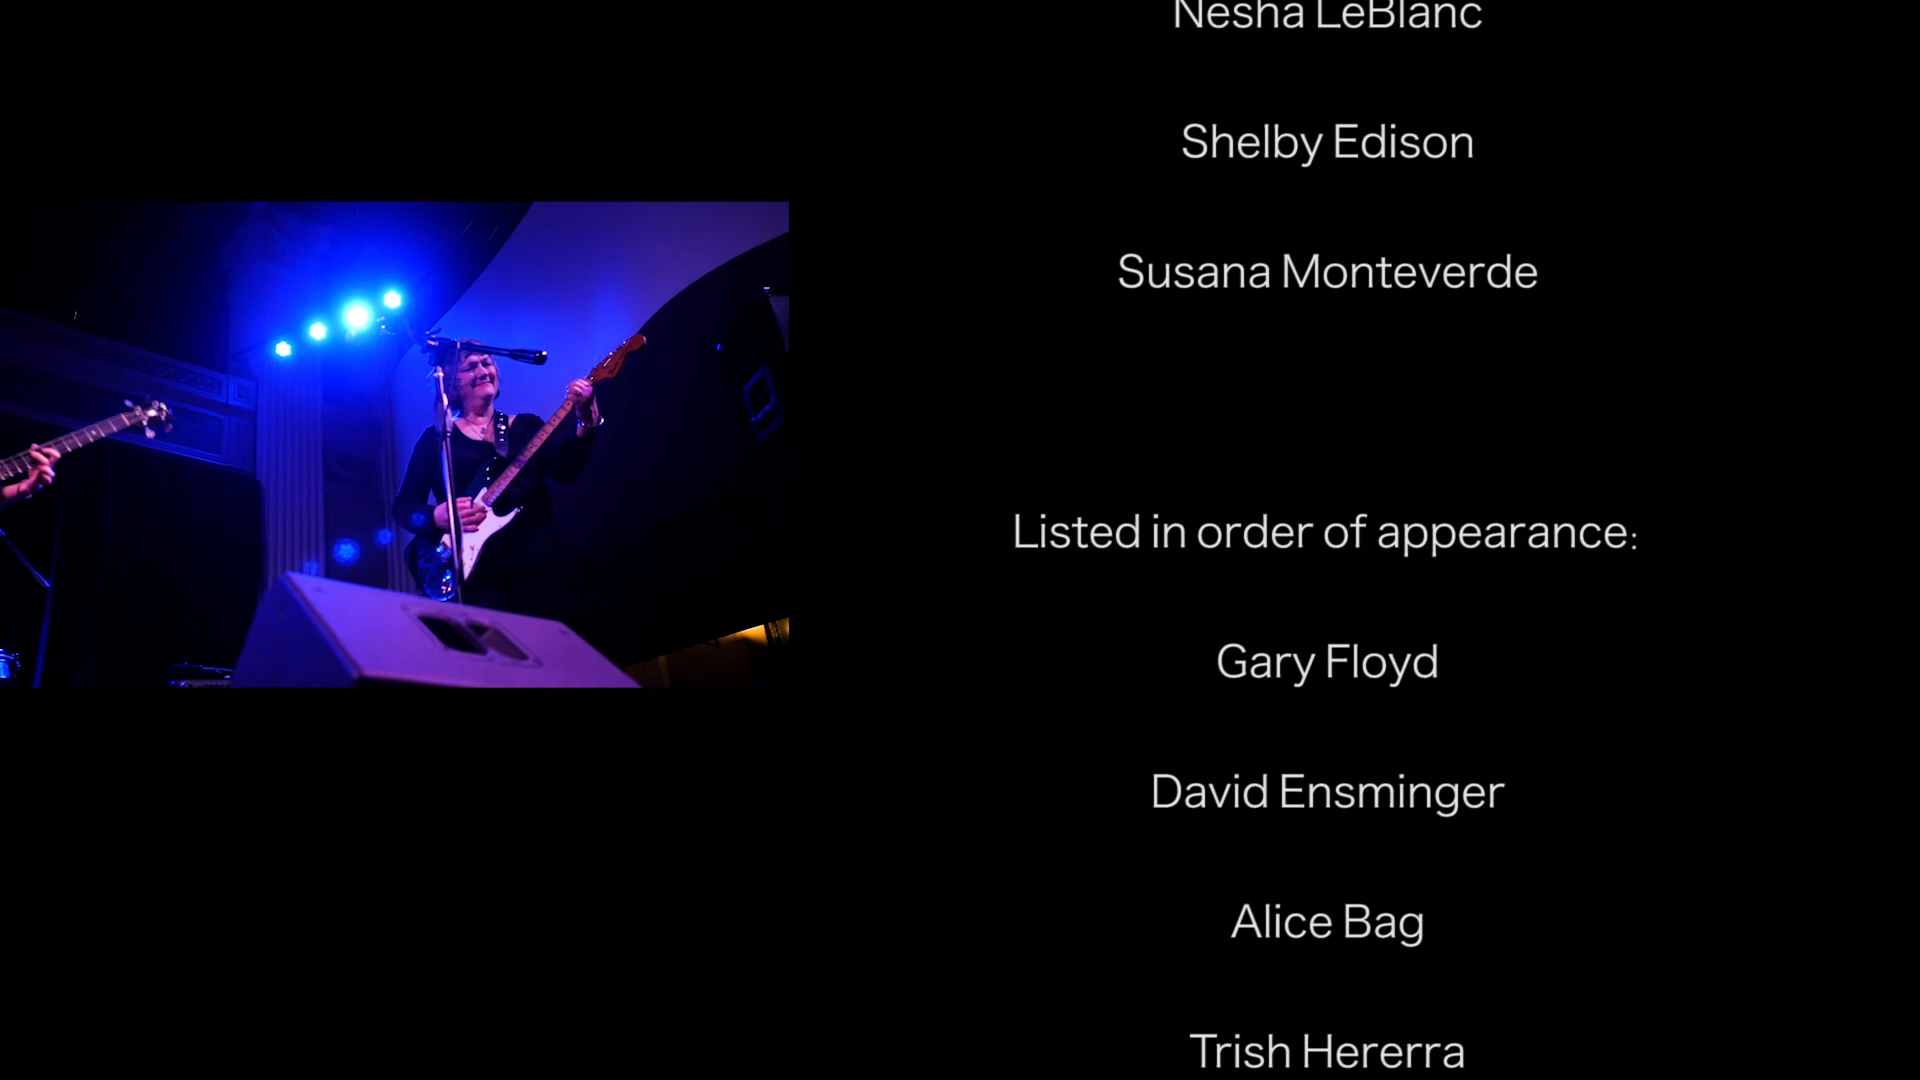 Nesha LeBlanc
Shelby Edison
Susana Monteverde
Listed in order of appearance:
Gary Floyd
David Ensminger
Alice Bag
Trish Hererra